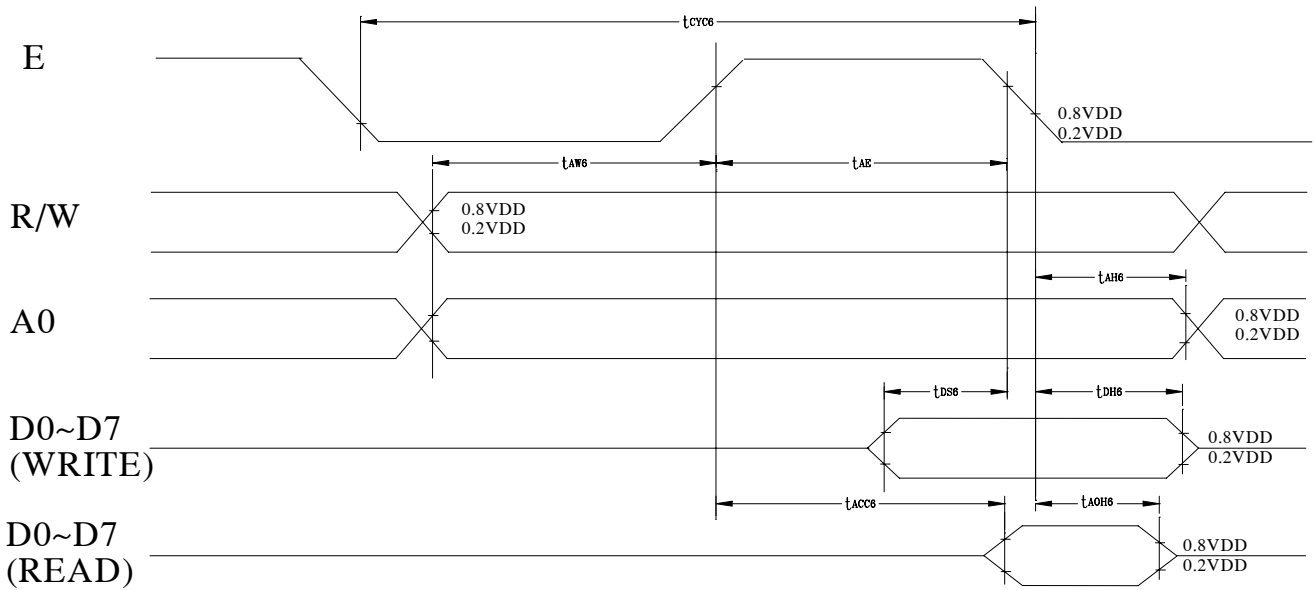 tCYC6
E
0.8VDD
0.2VDD
tAW6
tAE
R/W
0.8VDD
0.2VDD
tAH6
A0
0.8VDD
0.2VDD
tDS6
tDH6
D0~D7
(WRITE)
0.8VDD
0.2VDD
tACC6
tAOH6
D0~D7
(READ)
0.8VDD
0.2VDD